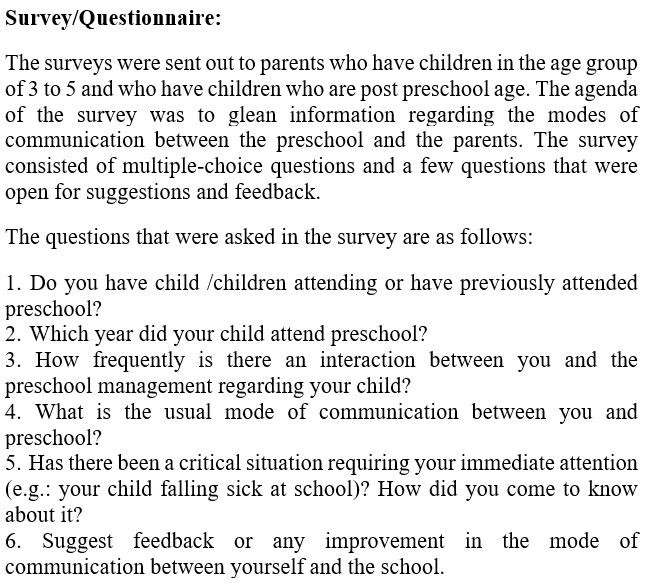 Survey/Questionnaire:
The surveys were sent out to parents who have children in the age group
of 3 to 5 and who have children who are post preschool age. The agenda
of the survey was to glean information regarding the modes of
communication between the preschool and the parents. The survey
consisted of multiple-choice questions and a few questions that were
open for suggestions and feedback.
The questions that were asked in the survey are as follows:
1. Do you have child /children attending or have previously attended
preschool?
2. Which year did your child attend preschool?
3. How frequently is there an interaction between you and the
preschool management regarding your child?
4. What is the usual mode of communication between you and
preschool?
5. Has there been a critical situation requiring your immediate attention
(e.g.: your child falling sick at school)? How did you come to know
about it?
6. Suggest feedback or any improvement in the mode of
communication between yourself and the school.